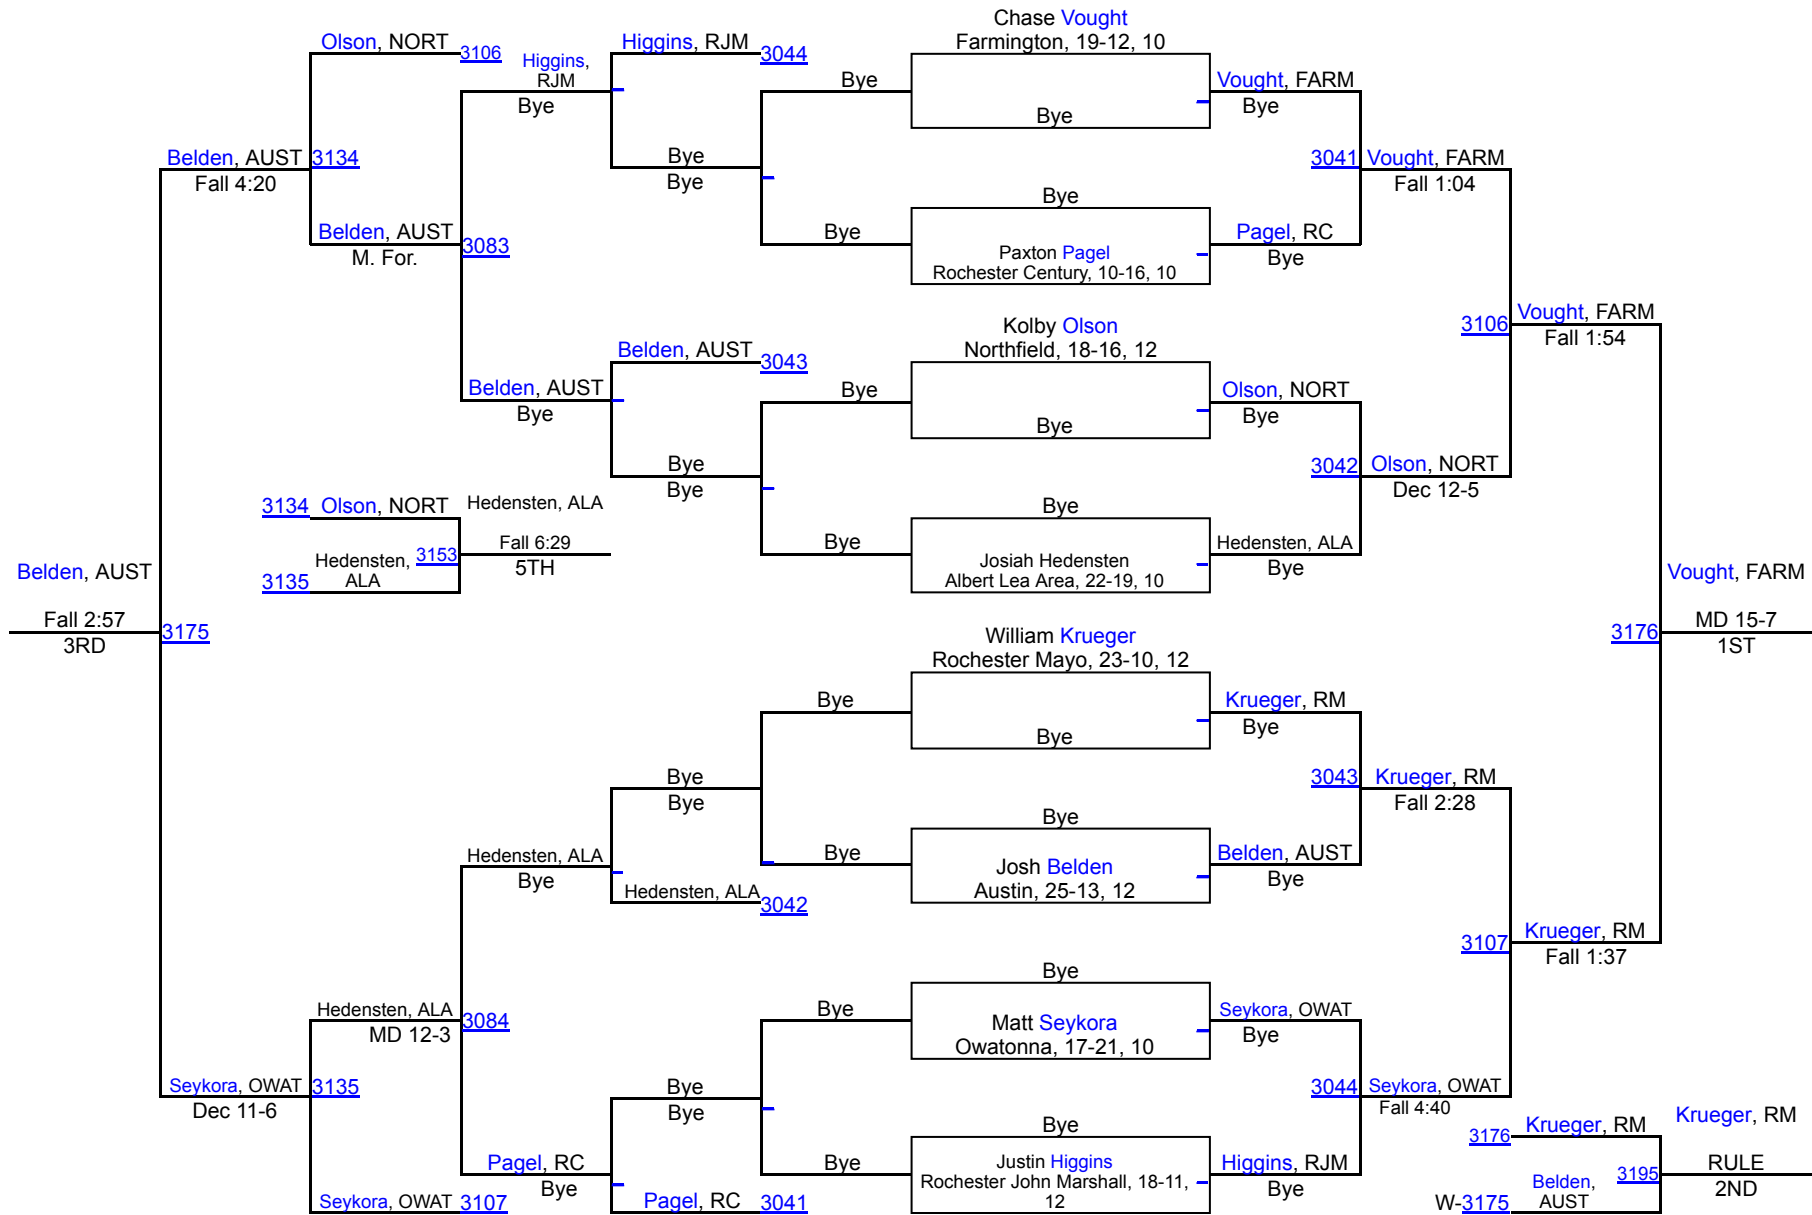 Chase Vought
Farmington, 19-12, 10
Bye
Bye
Paxton Pagel
Rochester Century, 10-16, 10
Kolby Olson
Northfield, 18-16, 12
Bye
Bye
Josiah Hedensten
Albert Lea Area, 22-19, 10
William Krueger
Rochester Mayo, 23-10, 12
Bye
Bye
Josh Belden
Austin, 25-13, 12
Bye
Matt Seykora
Owatonna, 17-21, 10
Bye
Justin Higgins
Rochester John Marshall, 18-11,
12
Vought, FARM
Bye
Pagel, RC
Bye
Olson, NORT
Bye
Hedensten, ALA
Bye
Krueger, RM
Bye
Belden, AUST
Bye
Seykora, OWAT
Bye
Higgins, RJM
Bye
3041 Vought, FARM
Fall 1:04
3042 Olson, NORT
Dec 12-5
3043 Krueger, RM
Fall 2:28
3044 Seykora, OWAT
Fall 4:40
3106 Vought, FARM
Fall 1:54
3107 Krueger, RM
Fall 1:37
Vought, FARM
3176 MD 15-7
1ST
3176 Krueger, RM
W-3175 Belden,
AUST
3195
Krueger, RM
RULE
2ND
Bye
Bye
Bye
Bye
Bye
Bye
Bye
Bye
Higgins, RJM 3044
Bye
Bye
Belden, AUST 3043
Bye
Bye
Bye
Bye
Hedensten, ALA 3042
Bye
Bye
Pagel, RC 3041
Higgins,
RJM
Bye
Belden, AUST
Bye
Hedensten, ALA
Bye
Pagel, RC
Bye
Olson, NORT 3106
Belden, AUST 3083
M. For.
Hedensten, ALA 3084
MD 12-3
Seykora, OWAT 3107
Belden, AUST 3134
Fall 4:20
Seykora, OWAT 3135
Dec 11-6
3134 Olson, NORT
3135 Hedensten,
ALA
3153
Hedensten, ALA
Fall 6:29
5TH
Belden, AUST
Fall 2:57 3175
3RD